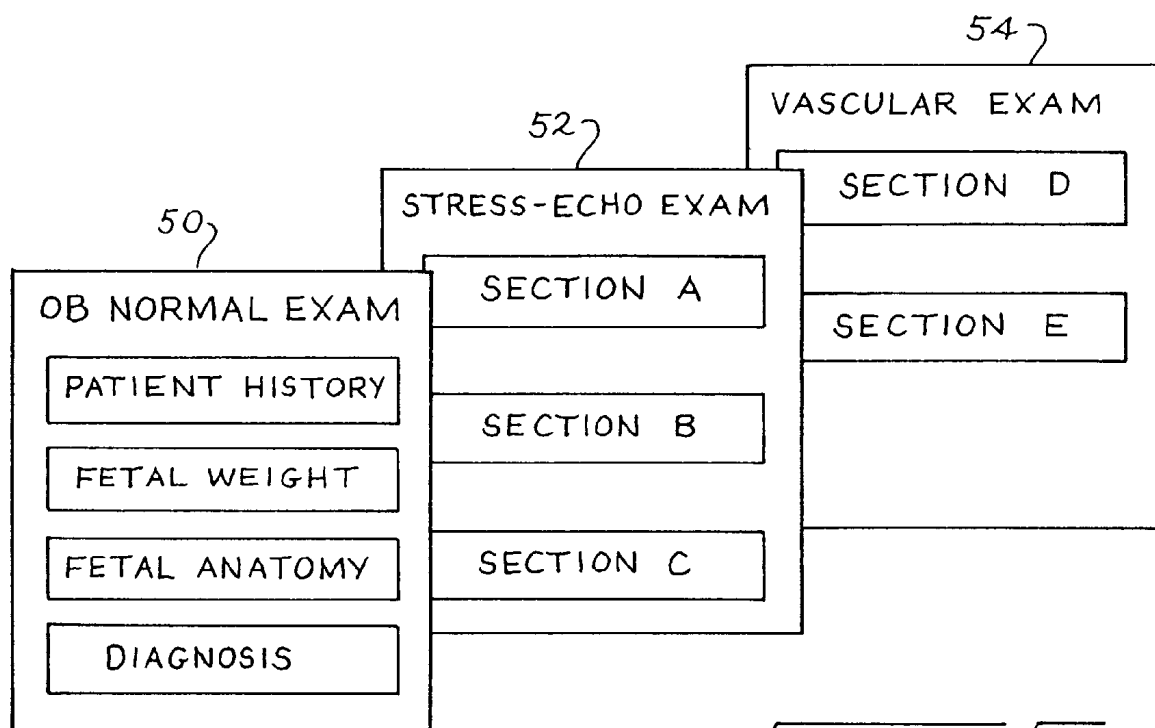 54
VASCULAR EXAM
SECTION D
SECTION E
52
STRESS-ECHO EXAM
SECTION A
SECTION B
SECTION C
50
OB NORMAL EXAM
PATIENT HISTORY
FETAL WEIGHT
FETAL ANATOMY
DIAGNOSIS